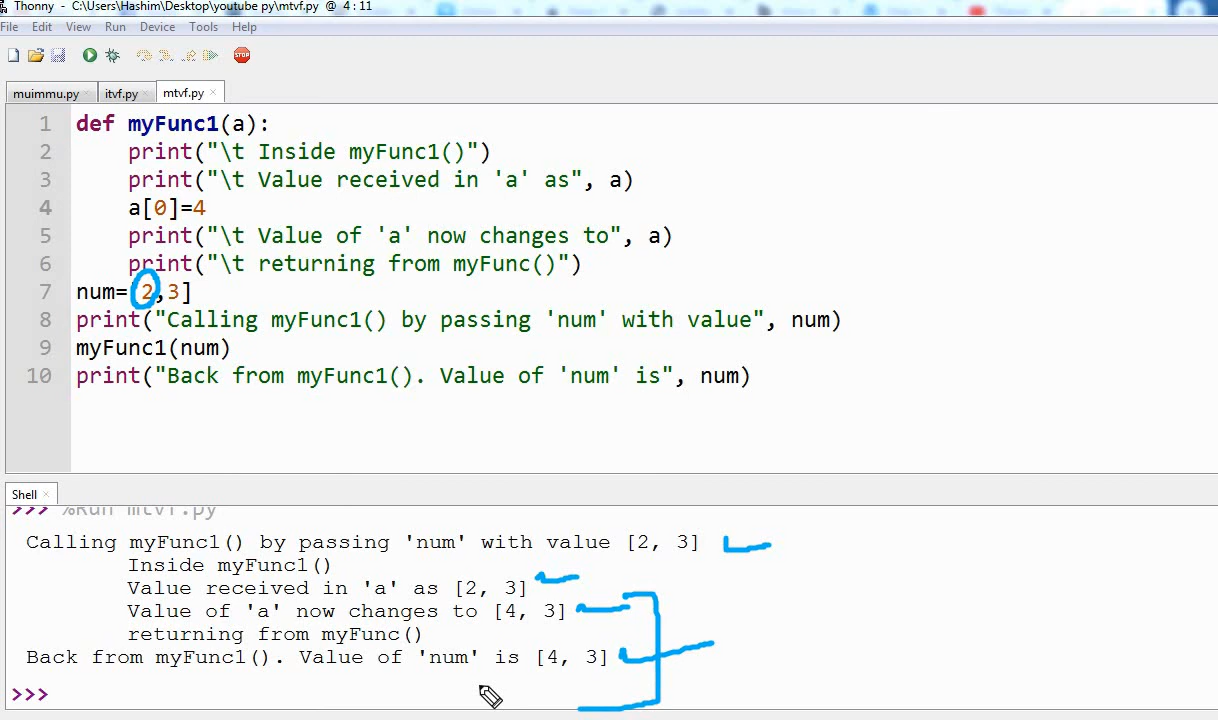 Thonny - C:\Users\Hashim\Desktop\youtube py\mtvf.py @ 4 : 11
File Edit View Run Device Tools Help
STOP
muimmu.py × itvf.py × mtvf.py ×
1 def myFunc1(a):
2     print("\t Inside myFunc1()")
3     print("\t Value received in 'a' as", a)
4     a[0]=4
5     print("\t Value of 'a' now changes to", a)
6     print("\t returning from myFunc()")
7 num=[2,3]
8 print("Calling myFunc1() by passing 'num' with value", num)
9 myFunc1(num)
10 print("Back from myFunc1(). Value of 'num' is", num)
Shell ×
>>> %Run mtvf.py
Calling myFunc1() by passing 'num' with value [2, 3]
Inside myFunc1()
Value received in 'a' as [2, 3]
Value of 'a' now changes to [4, 3]
returning from myFunc()
Back from myFunc1(). Value of 'num' is [4, 3]
>>>